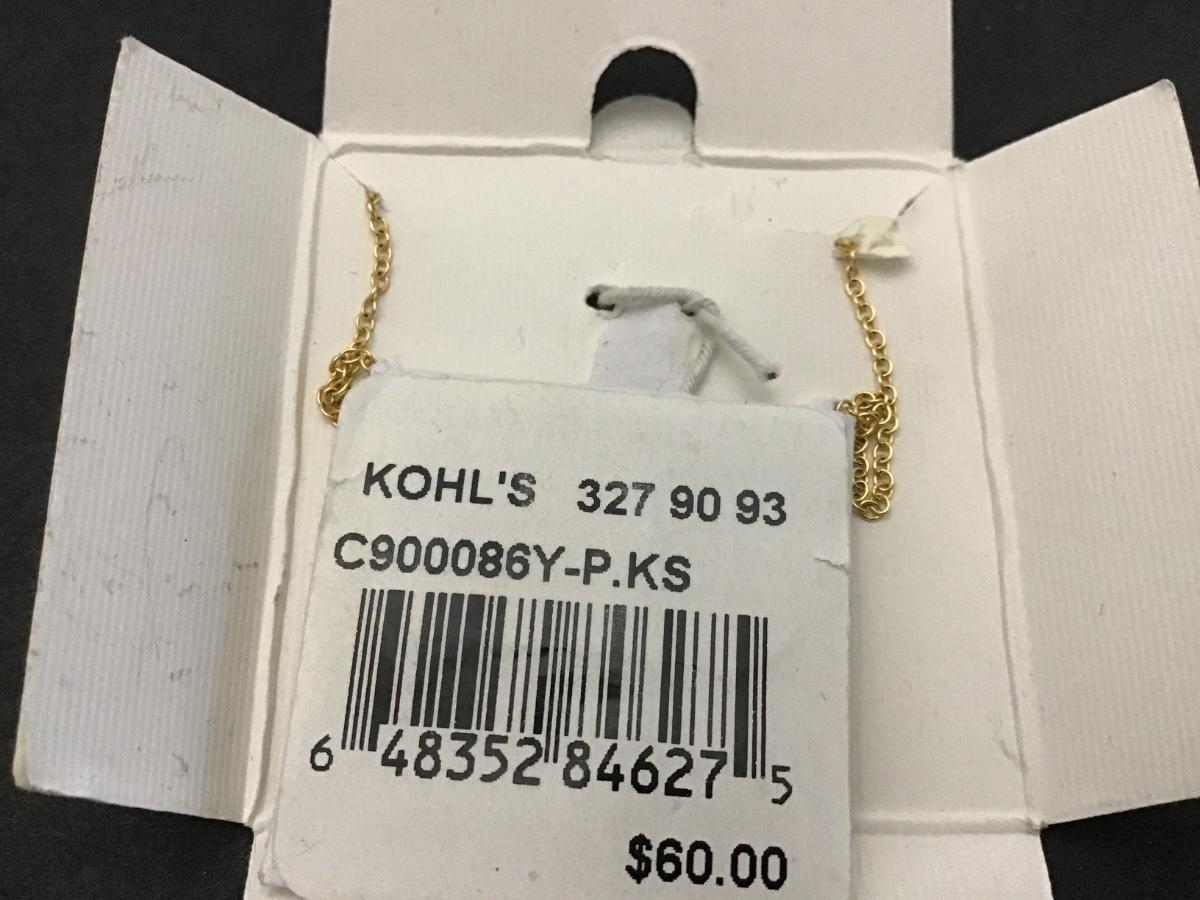 KOHL'S 327 90 93
C900086Y-P.KS
6 48352 84627 5
$60.00